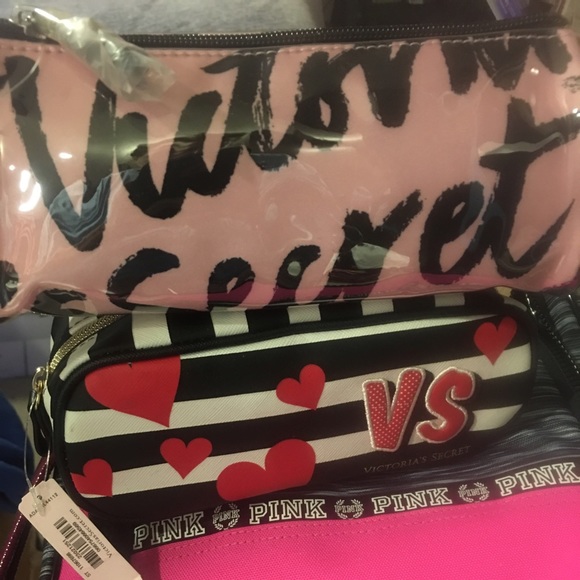 Victoria
Secret
VS
VICTORIA'S SECRET
PINK PINK PINK PINK